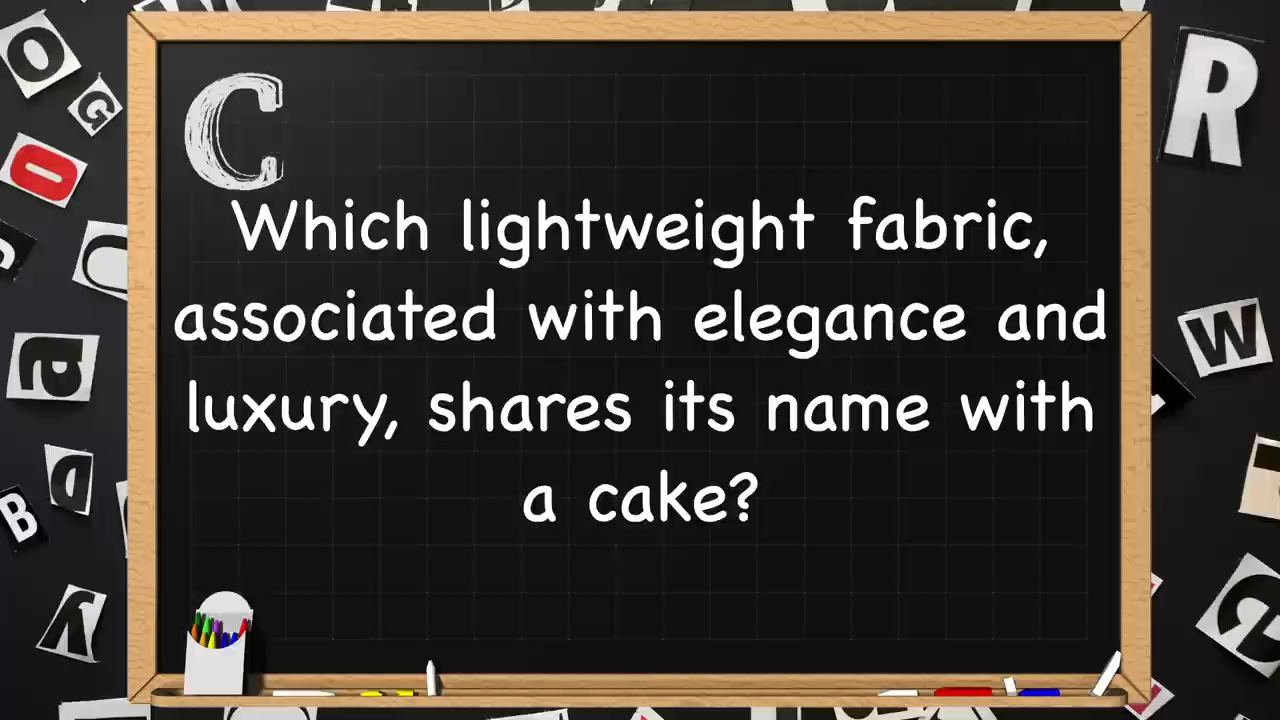 C
Which lightweight fabric,
associated with elegance and
luxury, shares its name with
a cake?
O
G
O
a
D
B
R
W